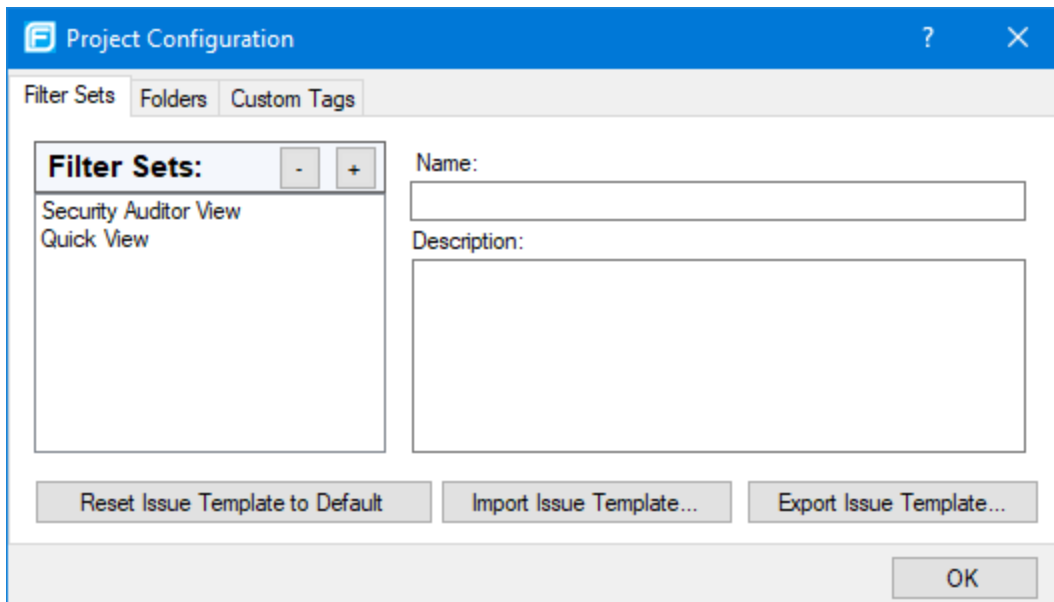 Project Configuration
?
Filter Sets Folders Custom Tags
Filter Sets: - +
Security Auditor View
Quick View
Name:
Description:
Reset Issue Template to Default Import Issue Template... Export Issue Template...
OK